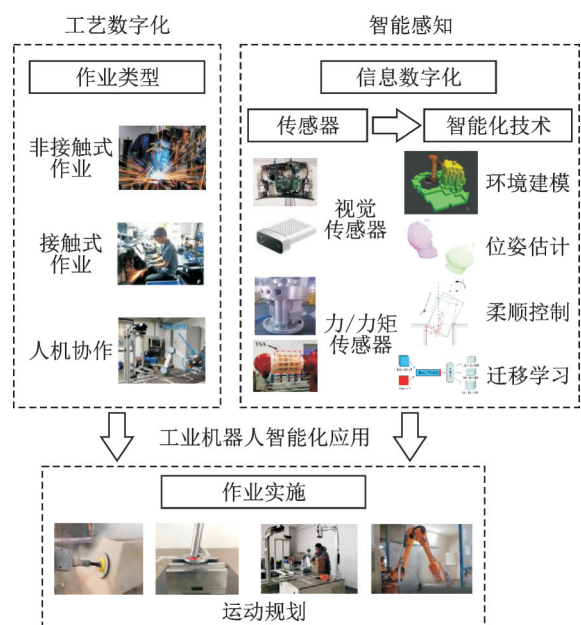 工艺数字化
智能感知
作业类型
信息数字化
非接触式
作业
接触式
作业
人机协作
传感器
智能化技术
视觉
传感器
力/力矩
传感器
TSA
环境建模
位姿估计
柔顺控制
迁移学习
工业机器人智能化应用
作业实施
运动规划